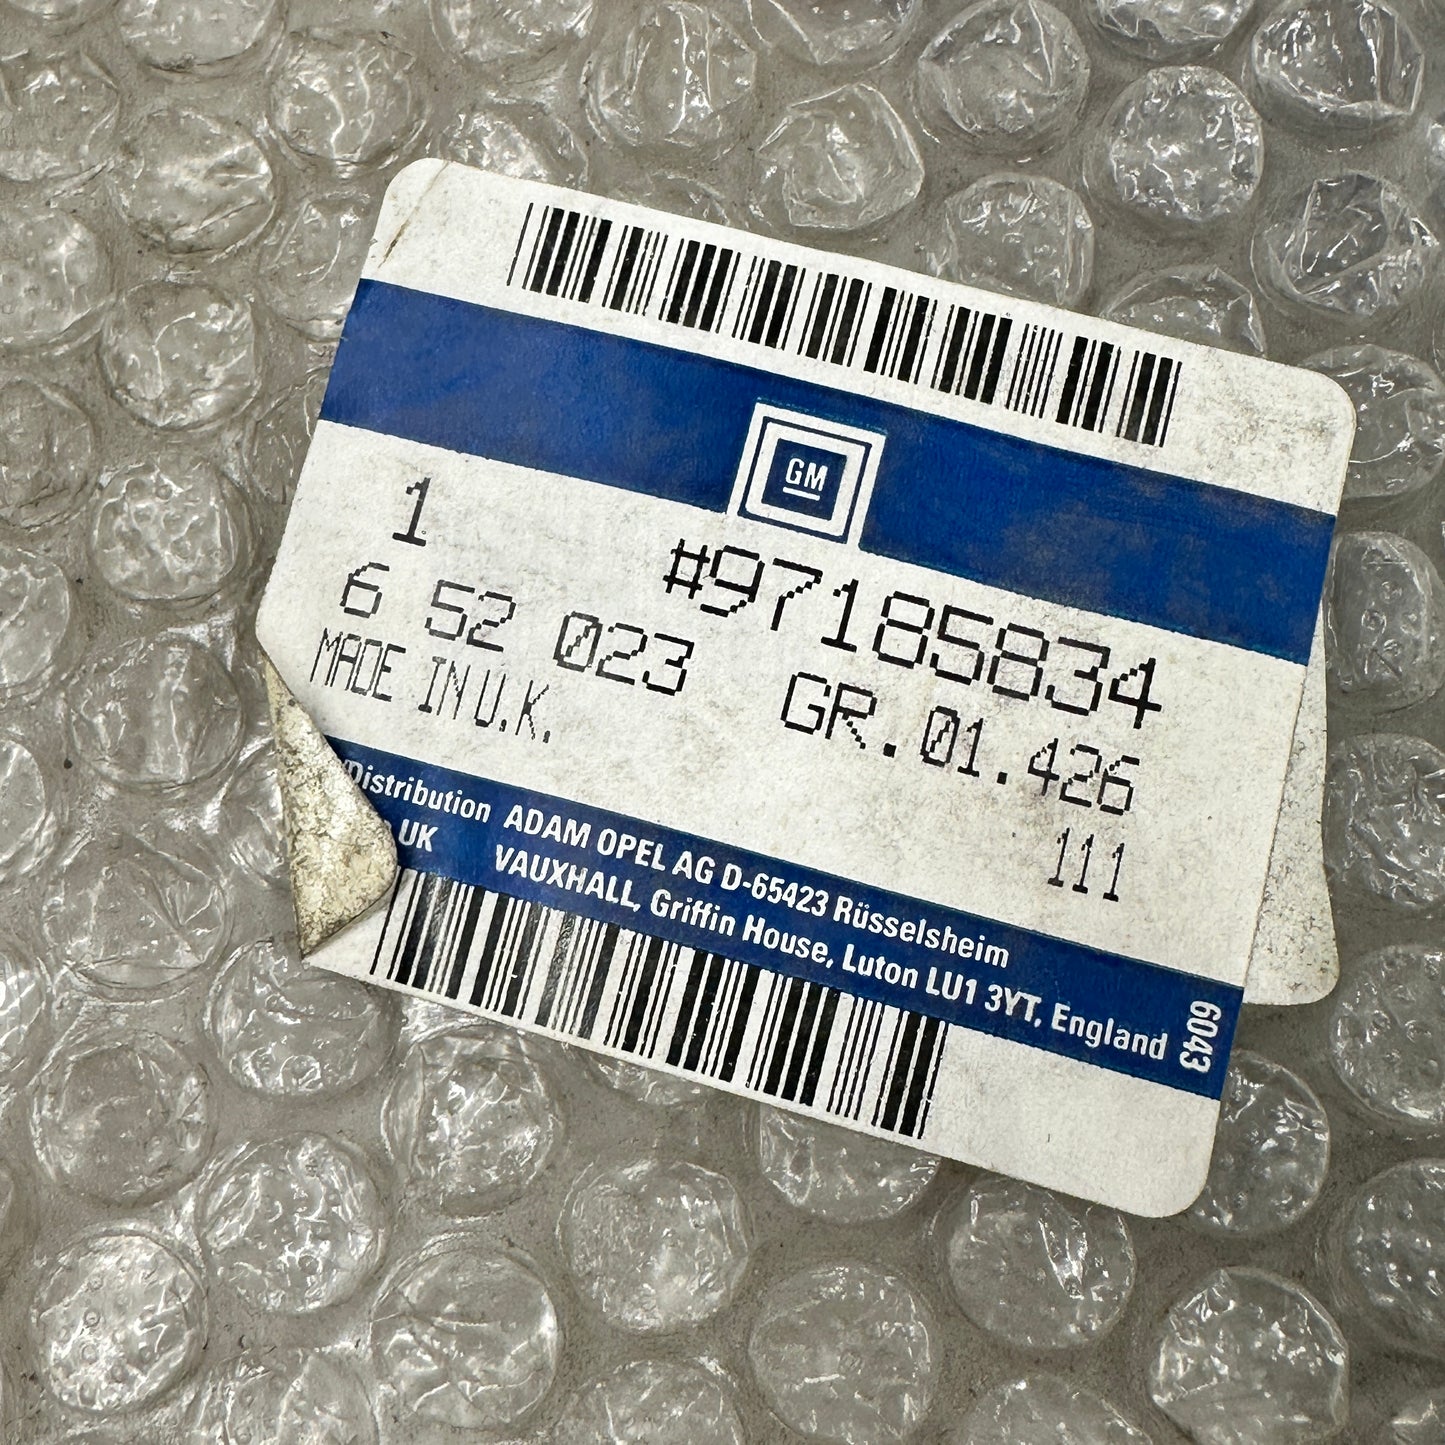 GM
1
#97185834
6 52 023
GR.01.426
MADE IN U.K.
111
Distribution ADAM OPEL AG D-65423 Rüsselsheim
UK VAUXHALL, Griffin House, Luton LU1 3YT, England
6043